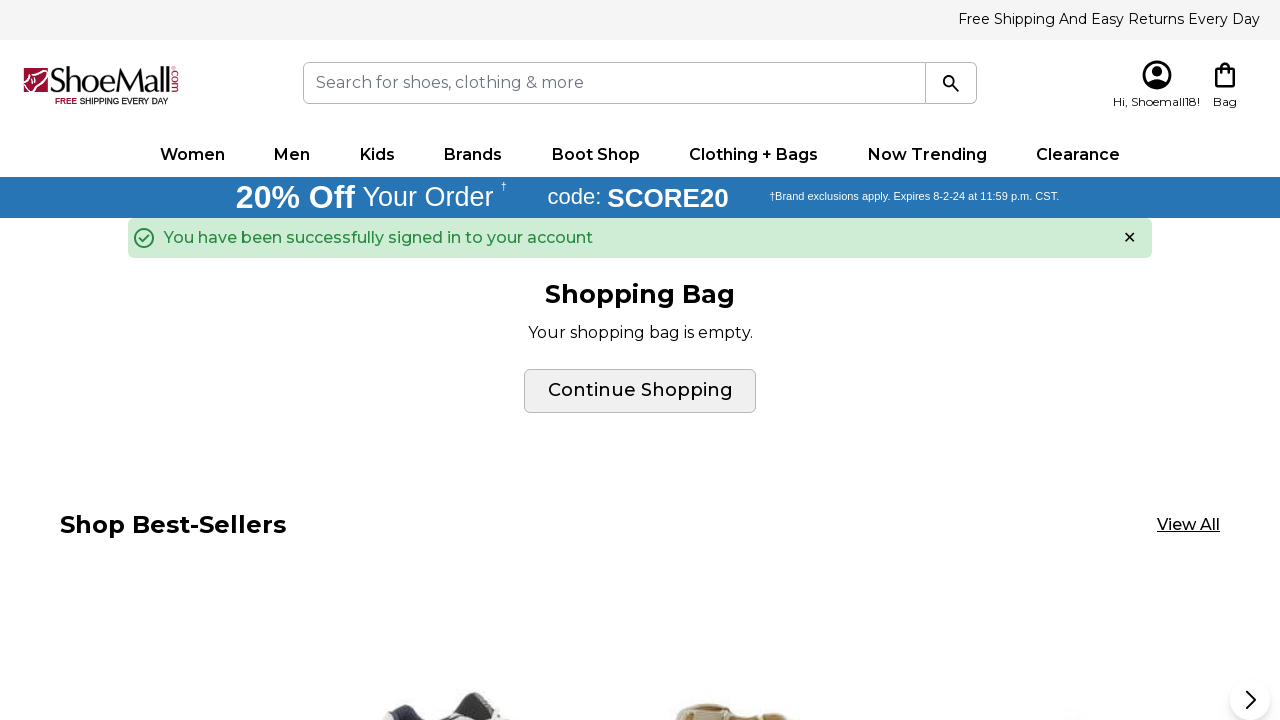 Free Shipping And Easy Returns Every Day
ShoeMall®.com
FREE SHIPPING EVERY DAY
Search for shoes, clothing & more
Hi, Shoemall18!
Bag
Women Men Kids Brands Boot Shop Clothing + Bags Now Trending Clearance
20% Off Your Order † code: SCORE20 †Brand exclusions apply. Expires 8-2-24 at 11:59 p.m. CST.
You have been successfully signed in to your account
Shopping Bag
Your shopping bag is empty.
Continue Shopping
Shop Best-Sellers View All